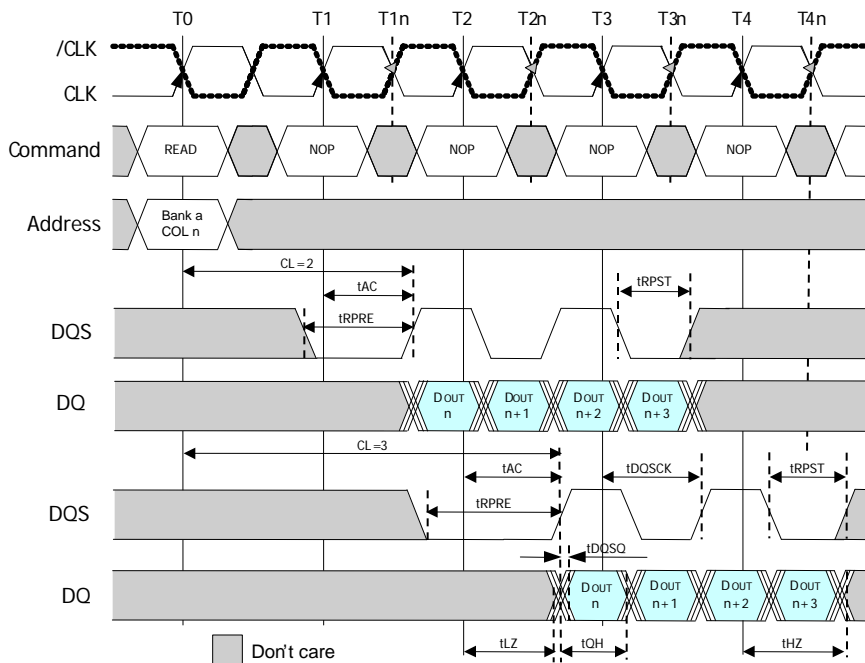 T0 T1 T1n T2 T2n T3 T3n T4 T4n
/CLK
CLK
Command READ NOP NOP NOP NOP
Address Bank a
COL n
CL=2
tAC
tRPRE
tRPST
DQS
DQ DOUT n DOUT n+1 DOUT n+2 DOUT n+3
CL=3
tAC tDQSCK tRPST
tRPRE
DQS
tDQSQ
DQ DOUT n DOUT n+1 DOUT n+2 DOUT n+3
tLZ tQH tHZ
Don't care